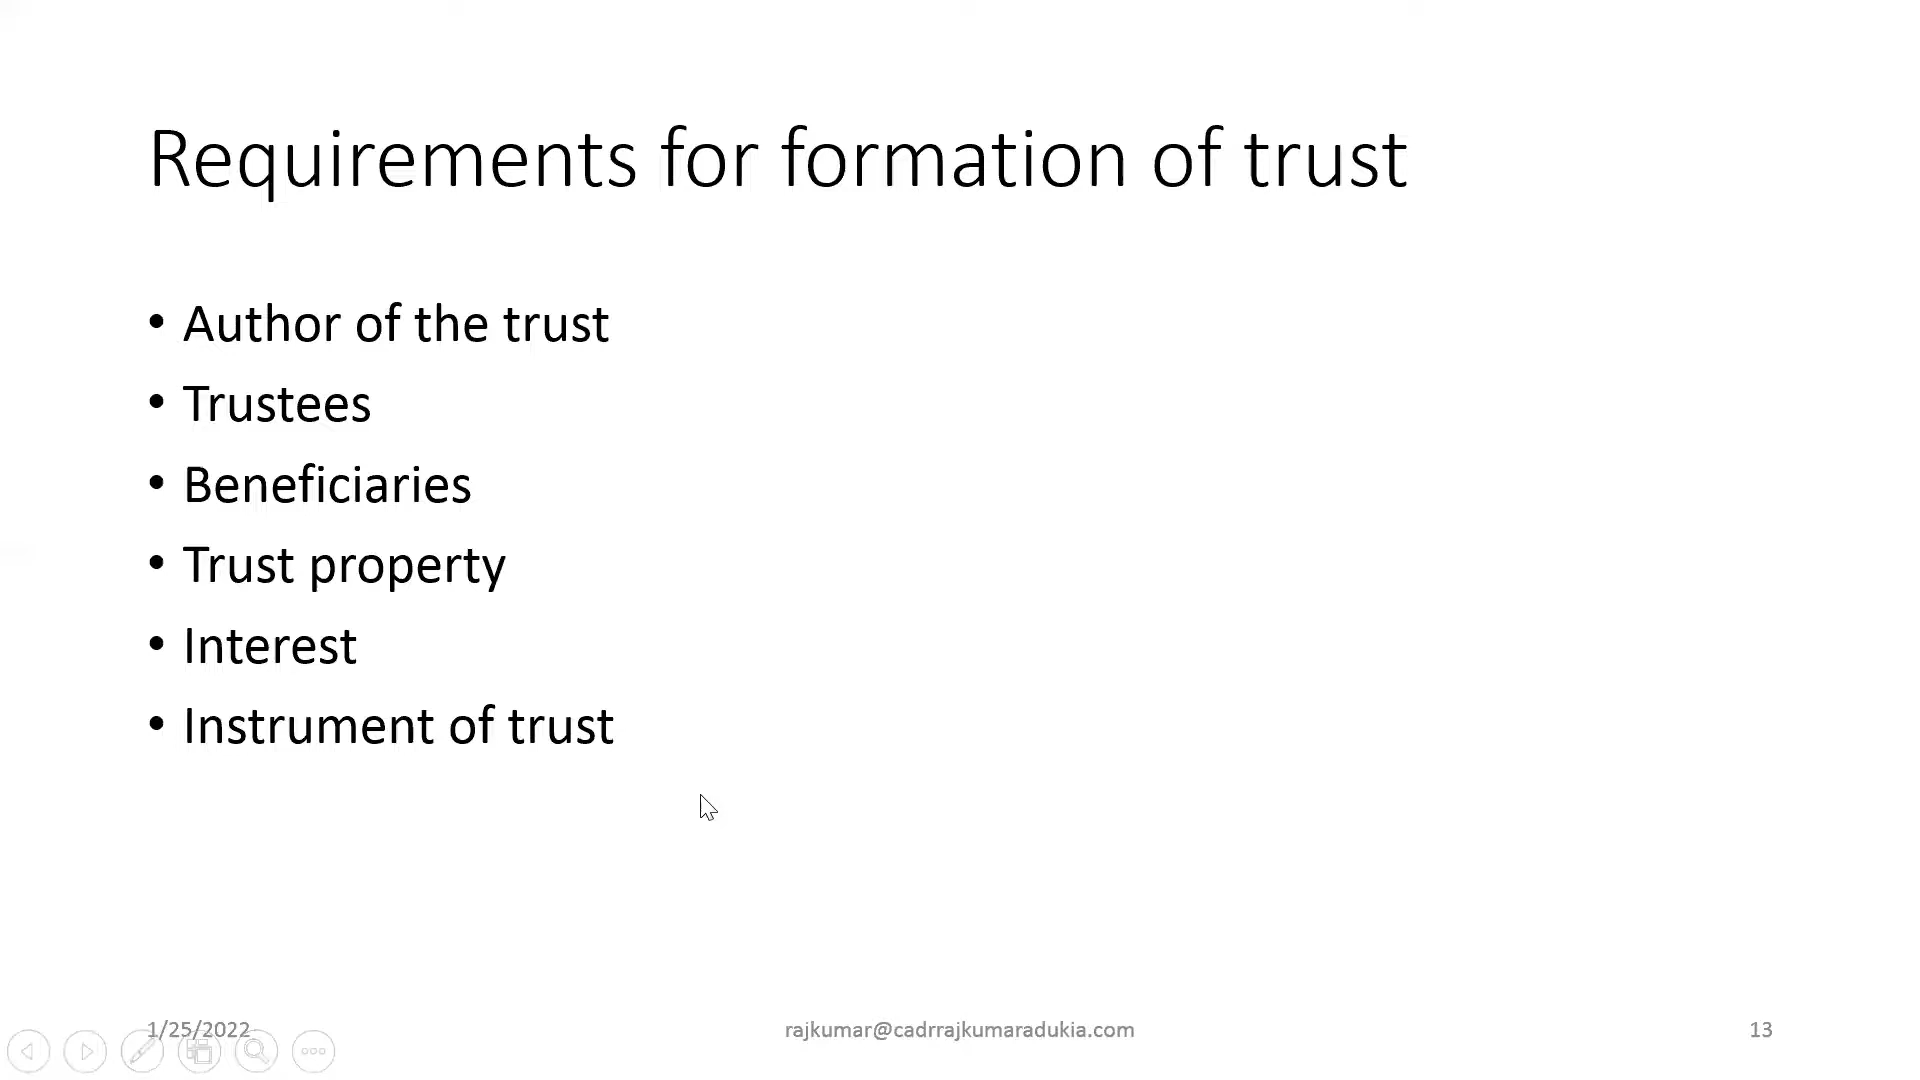 Requirements for formation of trust
• Author of the trust
• Trustees
• Beneficiaries
• Trust property
• Interest
• Instrument of trust
1/25/2022
rajkumar@cadrrajkumaradukia.com
13